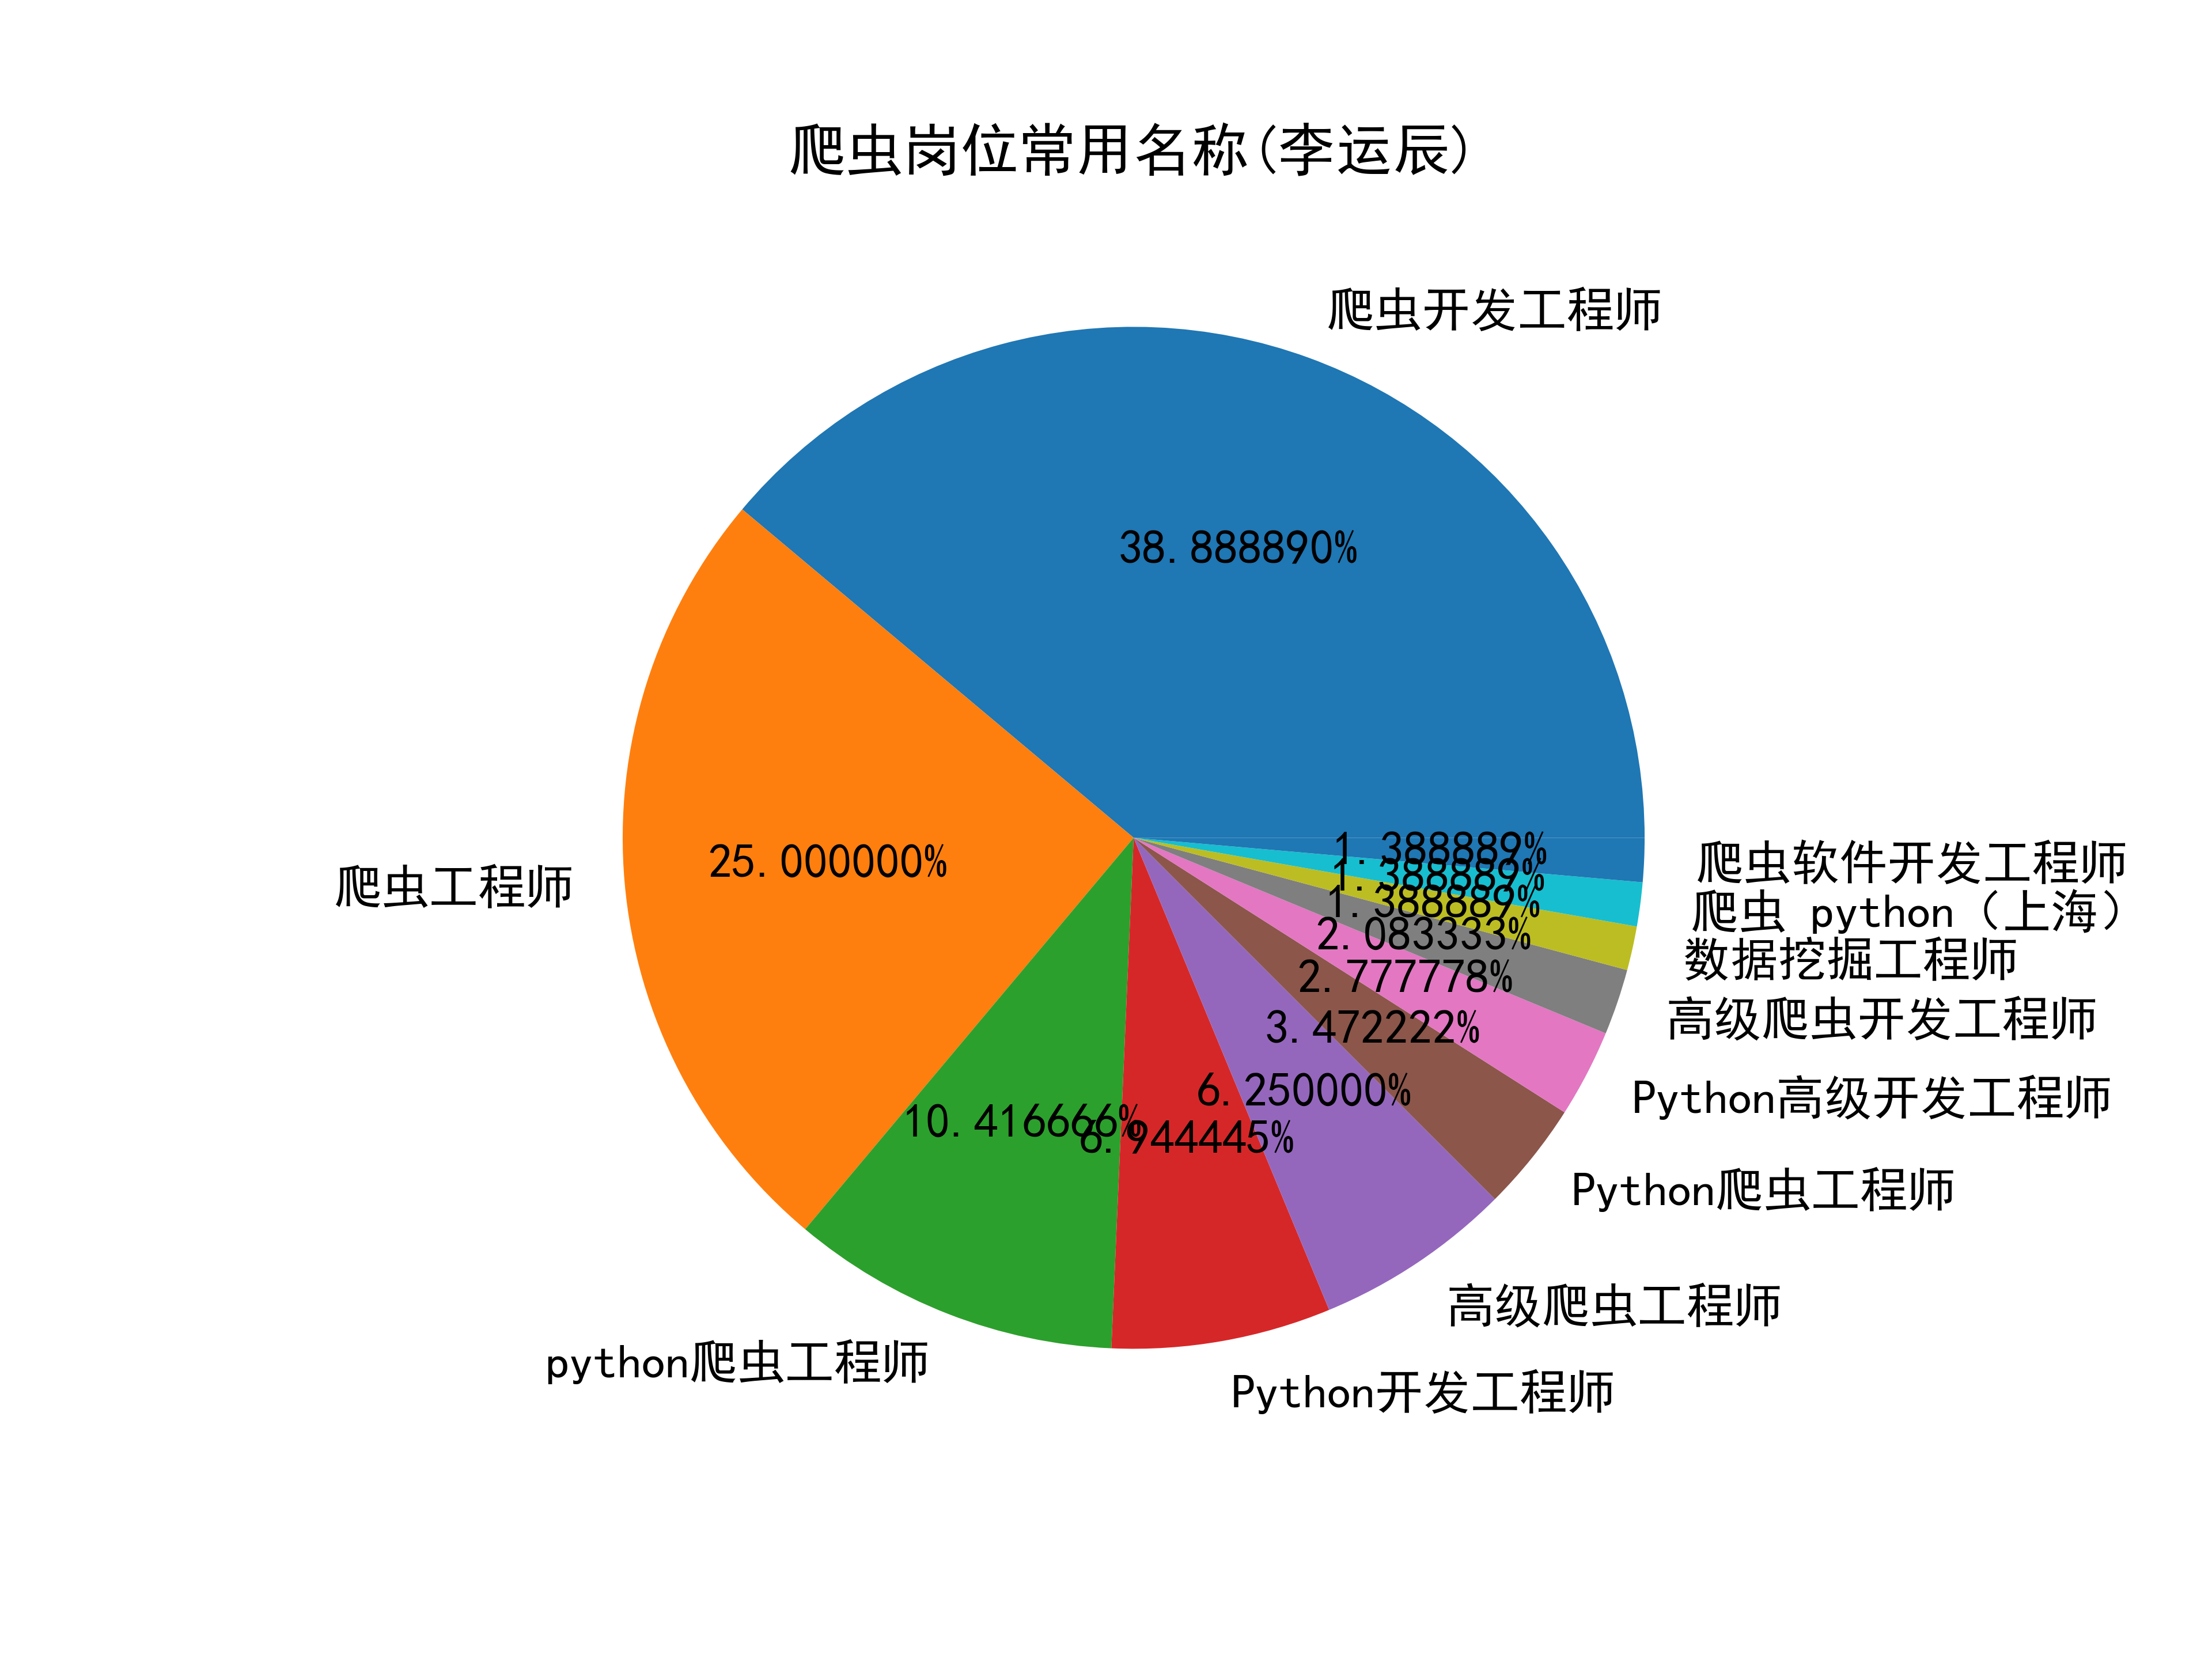 爬虫岗位常用名称(李运辰)
爬虫开发工程师
38.888890%
爬虫工程师
25.000000%
python爬虫工程师
10.416666%
Python开发工程师
6.944445%
高级爬虫工程师
6.250000%
Python爬虫工程师
3.472222%
Python高级开发工程师
2.777778%
高级爬虫开发工程师
2.083333%
数据挖掘工程师
1.388889%
爬虫 python（上海）
1.388889%
爬虫软件开发工程师
1.388889%